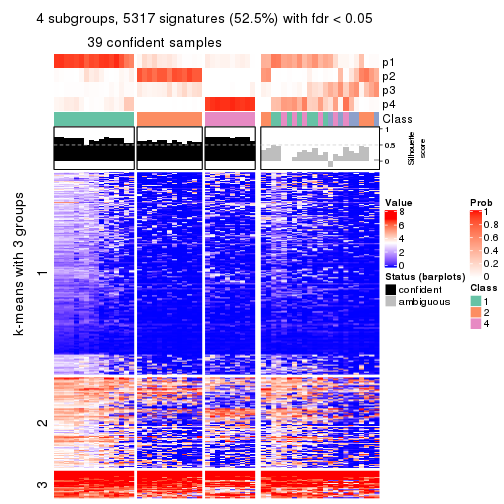 4 subgroups, 5317 signatures (52.5%) with fdr < 0.05
39 confident samples
p1
p2
p3
p4
Class
1
0.5
0
Silhouette
score
k-means with 3 groups
1
2
3
Value
8
6
4
2
0
Status (barplots)
confident
ambiguous
Prob
1
0.8
0.6
0.4
0.2
0
Class
1
2
4